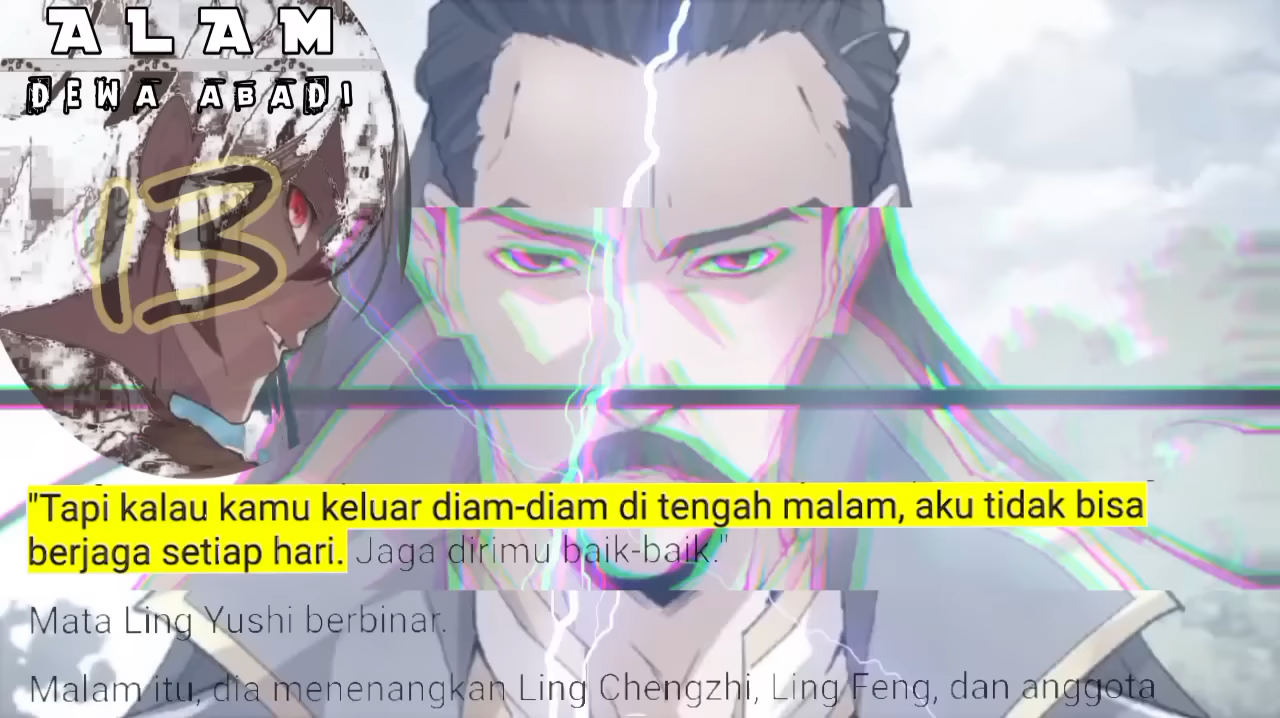 ALAM
DEWA ABADI
13
"Tapi kalau kamu keluar diam-diam di tengah malam, aku tidak bisa
berjaga setiap hari. Jaga dirimu baik-baik."
Mata Ling Yushi berbinar.
Malam itu, dia menenangkan Ling Chengzhi, Ling Feng, dan anggota